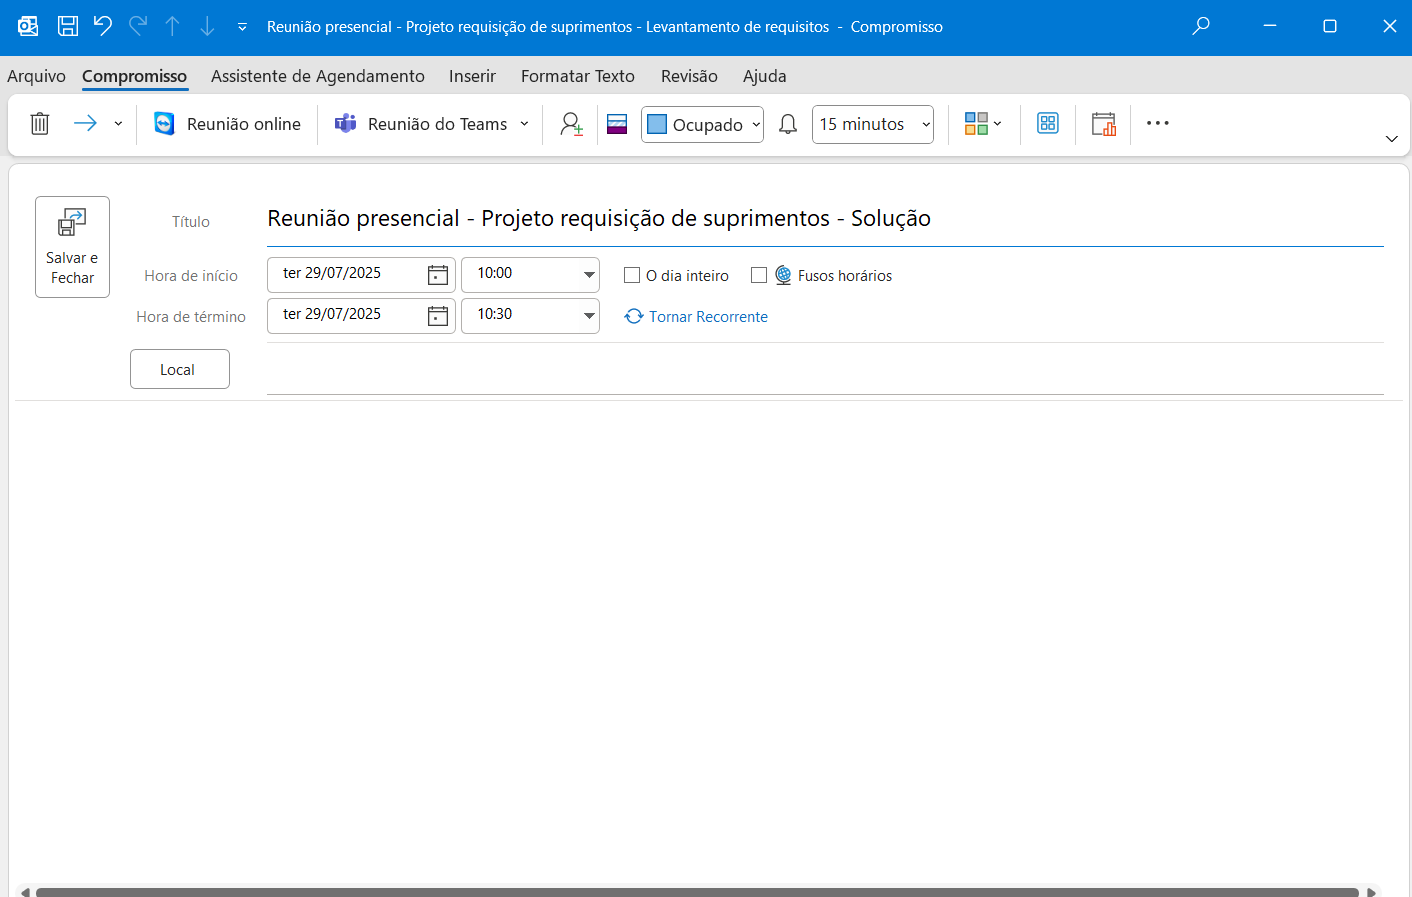 Reunião presencial - Projeto requisição de suprimentos - Levantamento de requisitos - Compromisso
Arquivo Compromisso Assistente de Agendamento Inserir Formatar Texto Revisão Ajuda
Reunião online Reunião do Teams Ocupado 15 minutos
Salvar e
Fechar
Título Reunião presencial - Projeto requisição de suprimentos - Solução
Hora de início ter 29/07/2025 10:00 O dia inteiro Fusos horários
Hora de término ter 29/07/2025 10:30 Tornar Recorrente
Local